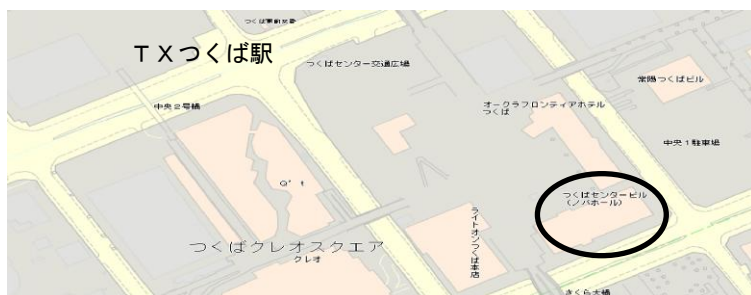 ＴＸつくば駅
つくばセンター交通広場
中央２号橋
常陽つくばビル
オークラフロンティアホテル
つくば
中央１駐車場
Q't
つくばセンタービル
(ノバホール)
ライトオンつくば本店
つくばクレオスクエア
クレオ
さくら大橋